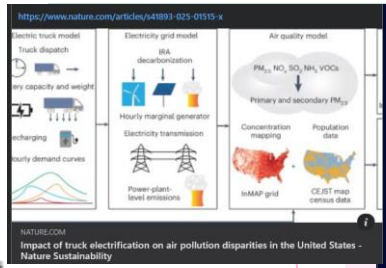 https://www.nature.com/articles/s41893-025-01515-x
Electric truck model
Truck dispatch
ery capacity and weight
echarging
ourly demand curves
Electricity grid model
IRA
decarbonization
Hourly marginal generator
Electricity transmission
Power-plant-
level emissions
Air quality model
PM₂.₅ NOₓ SO₂ NH₃ VOCs
Primary and secondary PM₂.₅
Concentration
mapping
Population
data
+
InMAP grid
CEJST map
census data
i
NATURE.COM
Impact of truck electrification on air pollution disparities in the United States -
Nature Sustainability